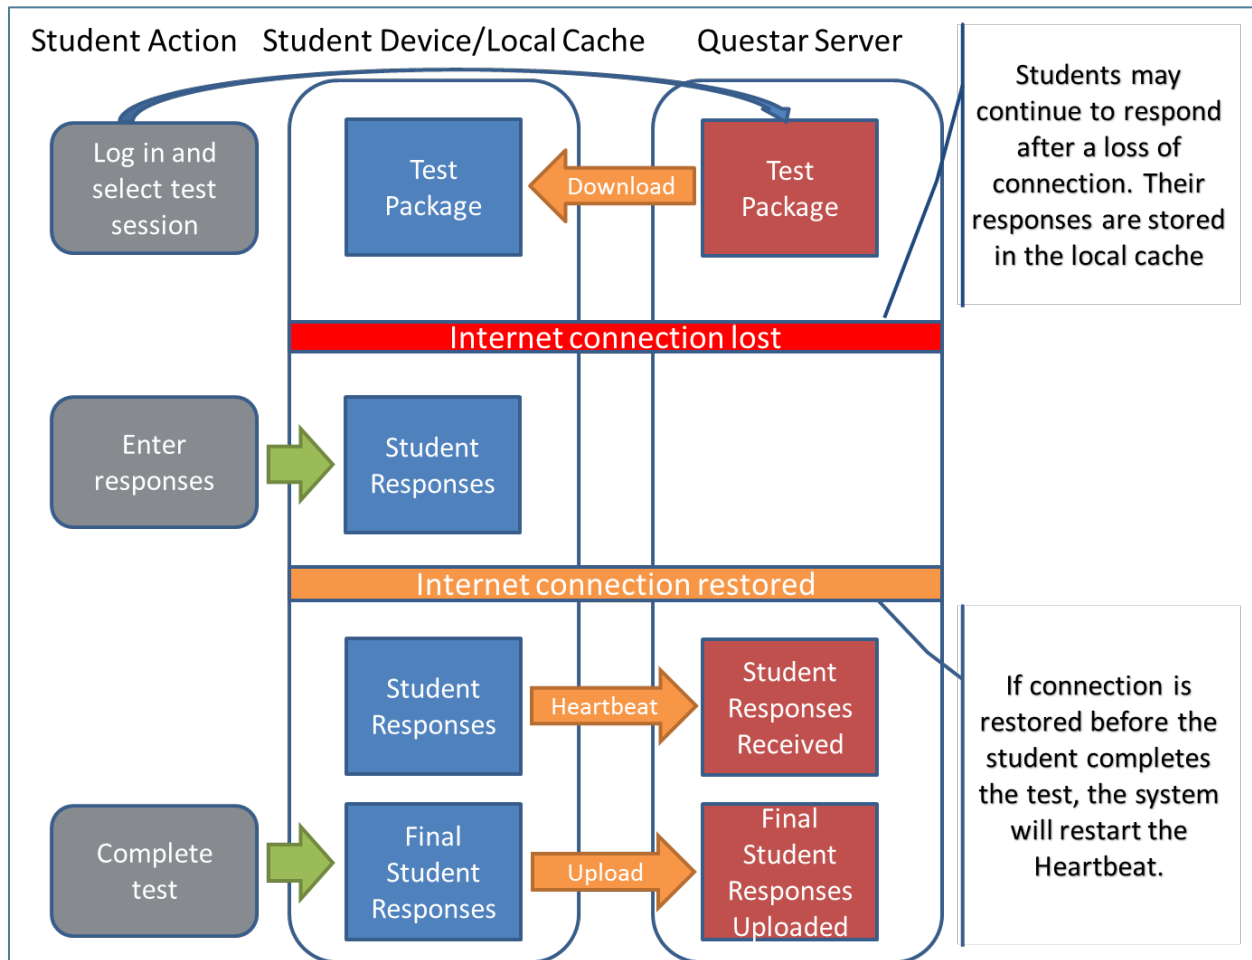 Student Action
Student Device/Local Cache
Questar Server
Log in and
select test
session
Test
Package
Download
Test
Package
Students may
continue to respond
after a loss of
connection. Their
responses are stored
in the local cache
Internet connection lost
Enter
responses
Student
Responses
Internet connection restored
Student
Responses
Heartbeat
Student
Responses
Received
If connection is
restored before the
student completes
the test, the system
will restart the
Heartbeat.
Complete
test
Final
Student
Responses
Upload
Final
Student
Responses
Uploaded